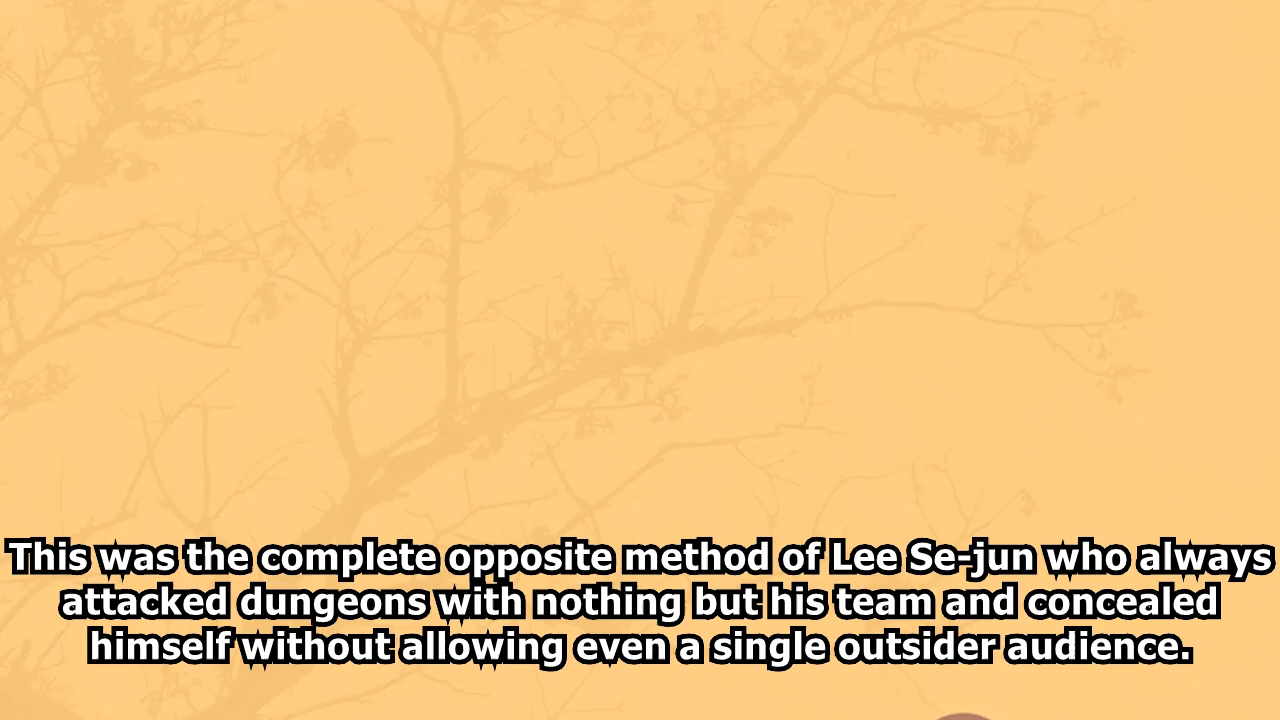 This was the complete opposite method of Lee Se-jun who always
attacked dungeons with nothing but his team and concealed
himself without allowing even a single outsider audience.